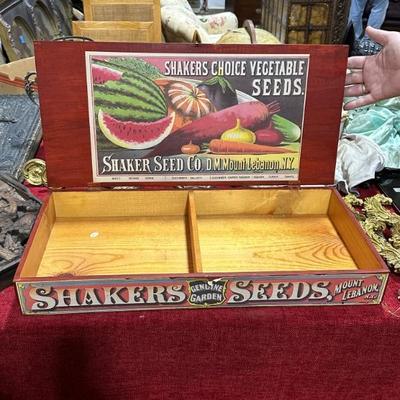 SHAKERS CHOICE VEGETABLE
SEEDS.
SHAKER SEED CO. D.M. Mount Lebanon, N.Y.
SHAKERS GENUINE GARDEN SEEDS, MOUNT LEBANON, N.Y.